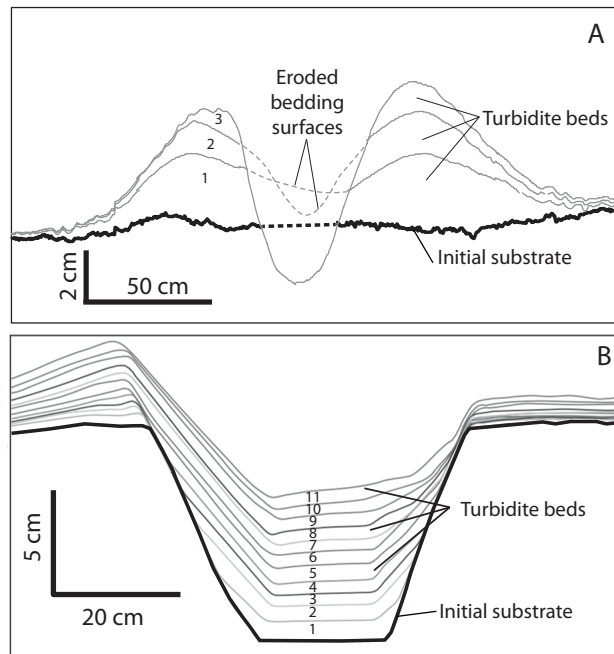 A
Eroded
bedding
surfaces
Turbidite beds
3
2
1
Initial substrate
2 cm
50 cm
B
11
10
9
8
7
6
5
4
3
2
1
Turbidite beds
5 cm
20 cm
Initial substrate